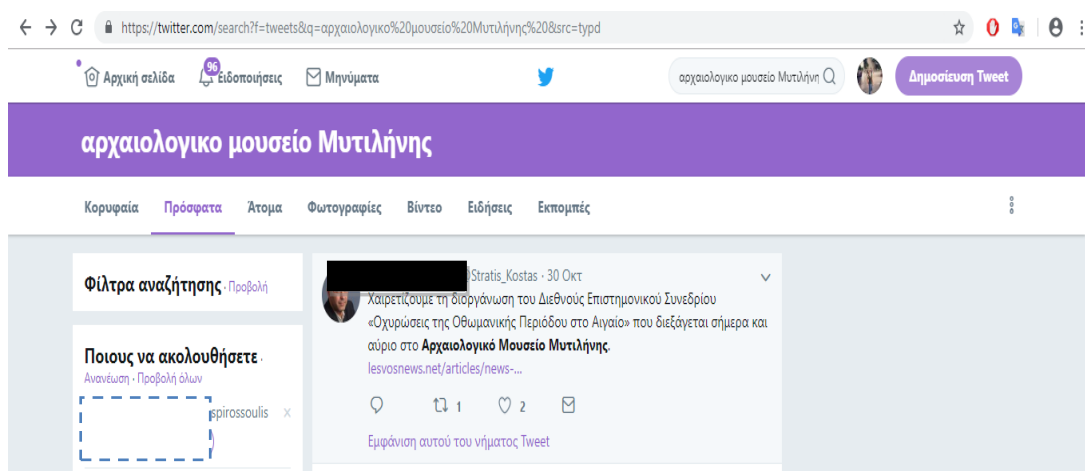 https://twitter.com/search?f=tweets&q=αρχαιολογικο%20μουσείο%20Μυτιλήνης%20&src=typd
Αρχική σελίδα 96 Ειδοποιήσεις Μηνύματα αρχαιολογικο μουσείο Μυτιλήν Δημοσίευση Tweet
αρχαιολογικο μουσείο Μυτιλήνης
Κορυφαία Πρόσφατα Άτομα Φωτογραφίες Βίντεο Ειδήσεις Εκπομπές
Φίλτρα αναζήτησης · Προβολή
Ποιους να ακολουθήσετε ·
Ανανέωση · Προβολή όλων
spirossoulis ×
Stratis_Kostas · 30 Οκτ
Χαιρετίζουμε τη διοργάνωση του Διεθνούς Επιστημονικού Συνεδρίου
«Οχυρώσεις της Οθωμανικής Περιόδου στο Αιγαίο» που διεξάγεται σήμερα και
αύριο στο Αρχαιολογικό Μουσείο Μυτιλήνης.
lesvosnews.net/articles/news-...
1 2
Εμφάνιση αυτού του νήματος Tweet